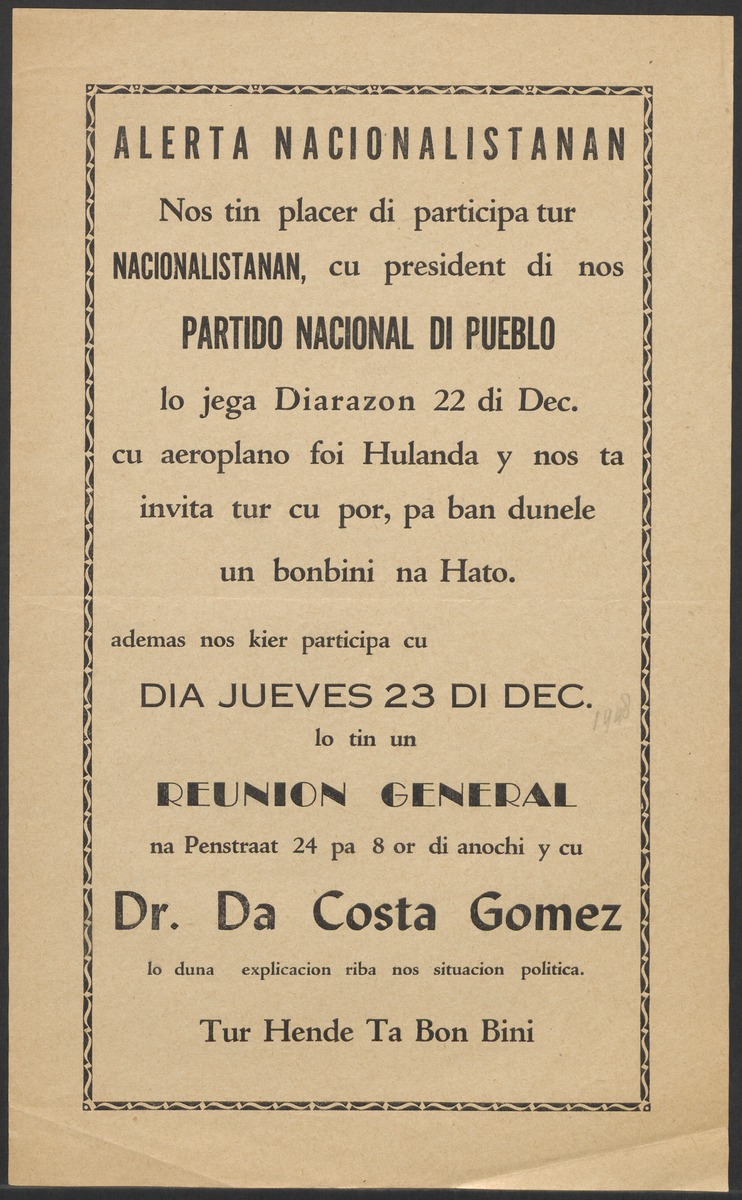 ALERTA NACIONALISTANAN
Nos tin placer di participa tur
NACIONALISTANAN, cu president di nos
PARTIDO NACIONAL DI PUEBLO
lo jega Diarazon 22 di Dec.
cu aeroplano foi Hulanda y nos ta
invita tur cu por, pa ban dunele
un bonbini na Hato.
ademas nos kier participa cu
DIA JUEVES 23 DI DEC.
1948
lo tin un
REUNION GENERAL
na Penstraat 24 pa 8 or di anochi y cu
Dr. Da Costa Gomez
lo duna explicacion riba nos situacion politica.
Tur Hende Ta Bon Bini